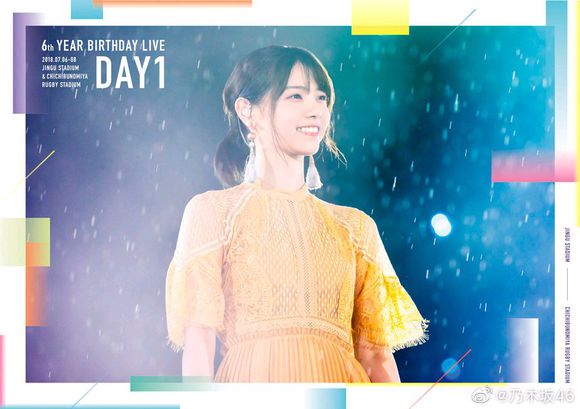 6th YEAR BIRTHDAY LIVE
2018.07.06-08
JINGU STADIUM
& CHICHIBUNOMIYA
RUGBY STADIUM
DAY1
JINGU STADIUM
CHICHIBUNOMIYA RUGBY STADIUM
@乃木坂46